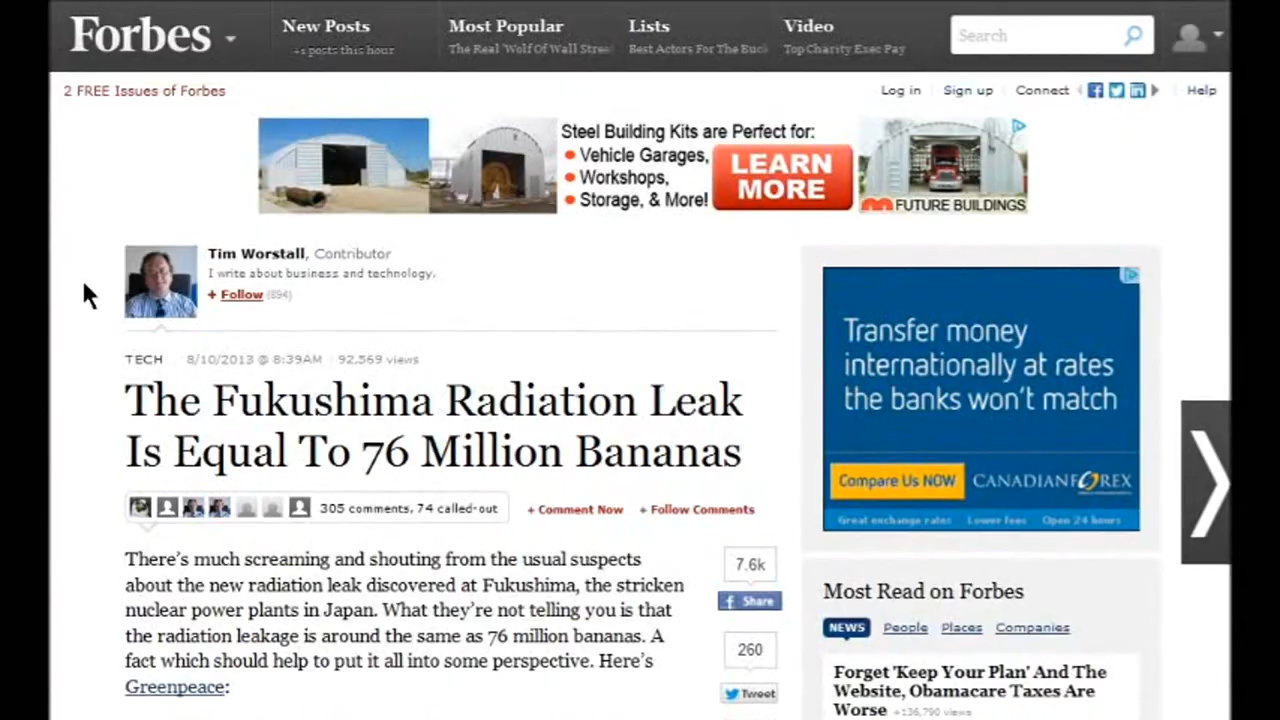 Forbes
New Posts
+1 posts this hour
Most Popular
The Real 'Wolf Of Wall Stree
Lists
Best Actors For The Buck
Video
Top Charity Exec Pay
Search
2 FREE Issues of Forbes
Log in
Sign up
Connect
Help
Steel Building Kits are Perfect for:
• Vehicle Garages,
• Workshops,
• Storage, & More!
LEARN
MORE
FUTURE BUILDINGS
Tim Worstall, Contributor
I write about business and technology.
+ Follow (894)
TECH 8/10/2013 @ 8:39AM 92,569 views
The Fukushima Radiation Leak
Is Equal To 76 Million Bananas
305 comments, 74 called-out
+ Comment Now
+ Follow Comments
There's much screaming and shouting from the usual suspects
about the new radiation leak discovered at Fukushima, the stricken
nuclear power plants in Japan. What they're not telling you is that
the radiation leakage is around the same as 76 million bananas. A
fact which should help to put it all into some perspective. Here's
Greenpeace:
7.6k
Share
260
Tweet
Transfer money
internationally at rates
the banks won't match
Compare Us NOW
CANADIANFOREX
Great exchange rates Lower fees Open 24 hours
Most Read on Forbes
NEWS People Places Companies
Forget 'Keep Your Plan' And The
Website, Obamacare Taxes Are
Worse +136,790 views